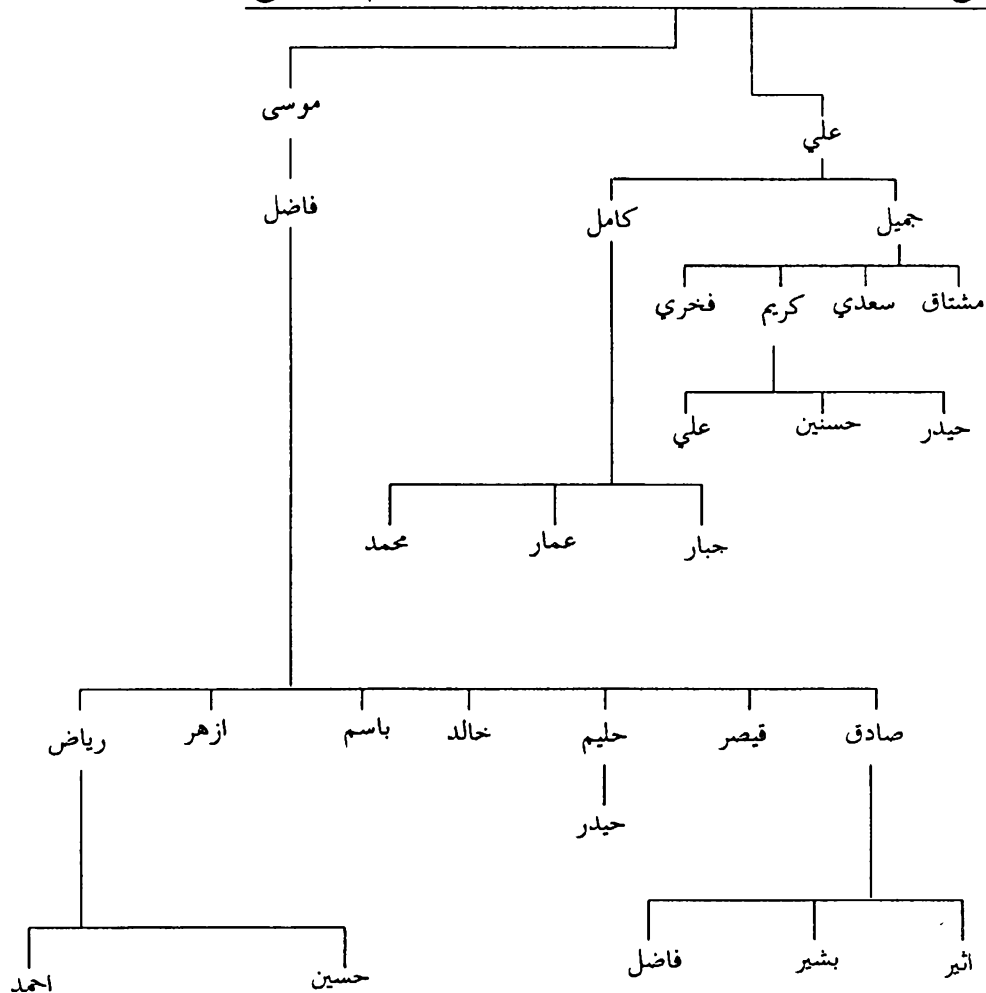 موسى
علي
فاضل
كامل
جميل
مشتاق سعدي كريم فخري
حيدر حسنين علي
جبار عمار محمد
صادق قيصر حليم خالد باسم ازهر رياض
حيدر
اثير بشير فاضل
حسين احمد